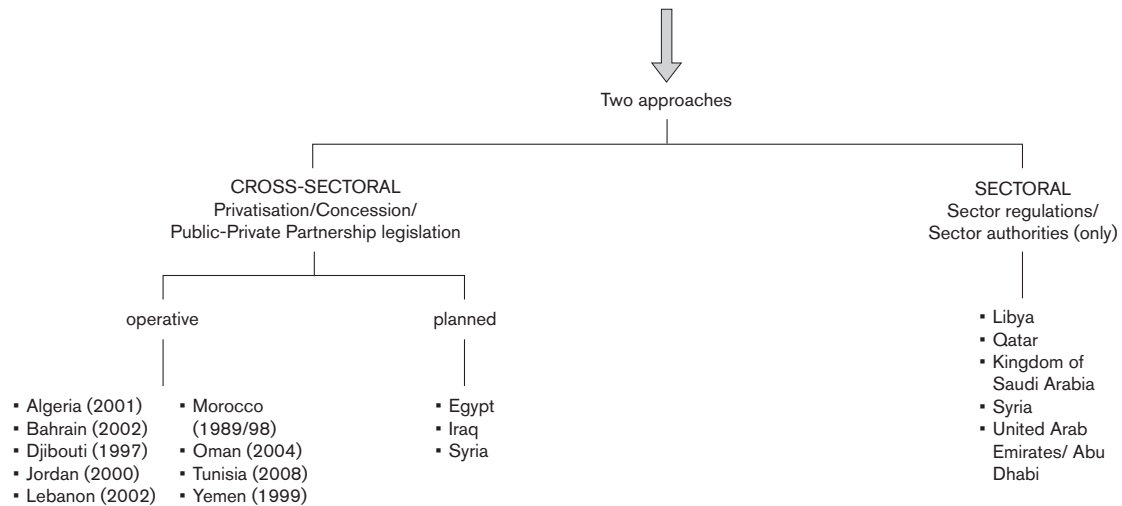 Two approaches
CROSS-SECTORAL
Privatisation/Concession/
Public-Private Partnership legislation
operative
▪ Algeria (2001)
▪ Bahrain (2002)
▪ Djibouti (1997)
▪ Jordan (2000)
▪ Lebanon (2002)
▪ Morocco
(1989/98)
▪ Oman (2004)
▪ Tunisia (2008)
▪ Yemen (1999)
planned
▪ Egypt
▪ Iraq
▪ Syria
SECTORAL
Sector regulations/
Sector authorities (only)
▪ Libya
▪ Qatar
▪ Kingdom of
Saudi Arabia
▪ Syria
▪ United Arab
Emirates/ Abu
Dhabi